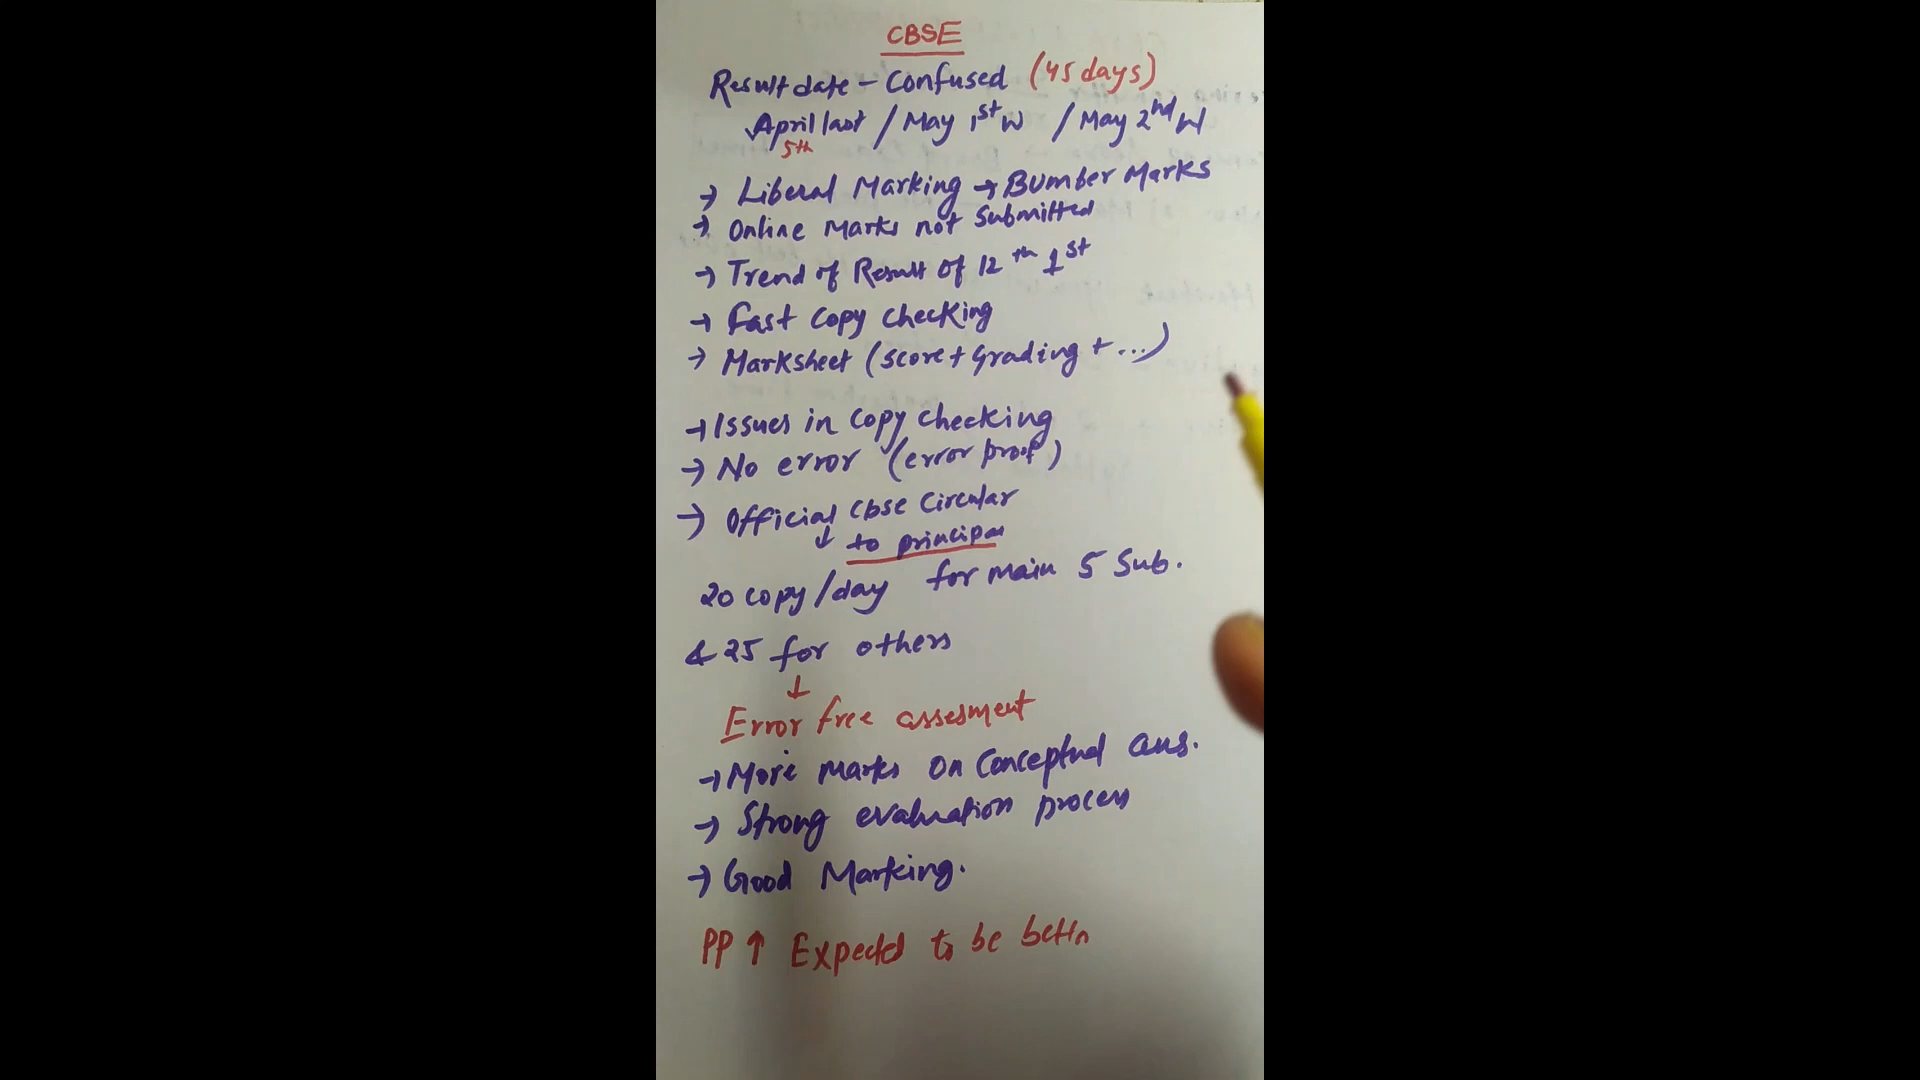 CBSE
Result date - Confused (45 days)
April last / May 1st W / May 2nd W
5th
→ Liberal Marking → Bumber Marks
→ Online Marks not Submitted
→ Trend of Result of 12th 1st
→ Fast Copy checking
→ Marksheet (Score + Grading + ...)
→ Issues in Copy checking
→ No error (error proof)
→ Official Cbse Circular
↓ to principal
20 copy/day for main 5 Sub.
& 25 for others
↓
Error free assesment
→ More marks on Conceptual ans.
→ Strong evaluation process
→ Good Marking.
PP ↑ Expected to be better